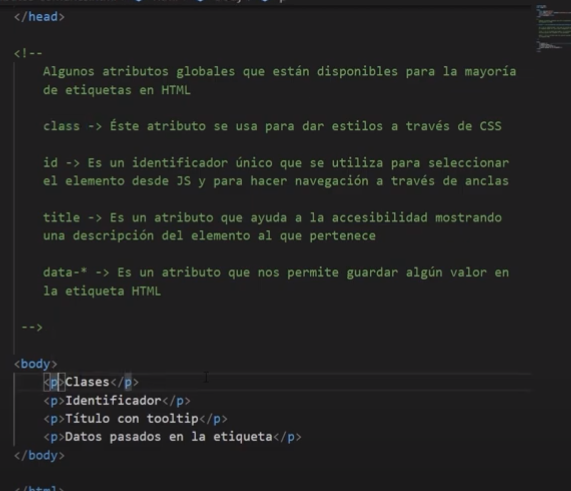 </head>
<!--
Algunos atributos globales que están disponibles para la mayoría
de etiquetas en HTML
class -> Éste atributo se usa para dar estilos a través de CSS
id -> Es un identificador único que se utiliza para seleccionar
el elemento desde JS y para hacer navegación a través de anclas
title -> Es un atributo que ayuda a la accesibilidad mostrando
una descripción del elemento al que pertenece
data-* -> Es un atributo que nos permite guardar algún valor en
la etiqueta HTML
-->
<body>
<p>Clases</p>
<p>Identificador</p>
<p>Título con tooltip</p>
<p>Datos pasados en la etiqueta</p>
</body>
</html>